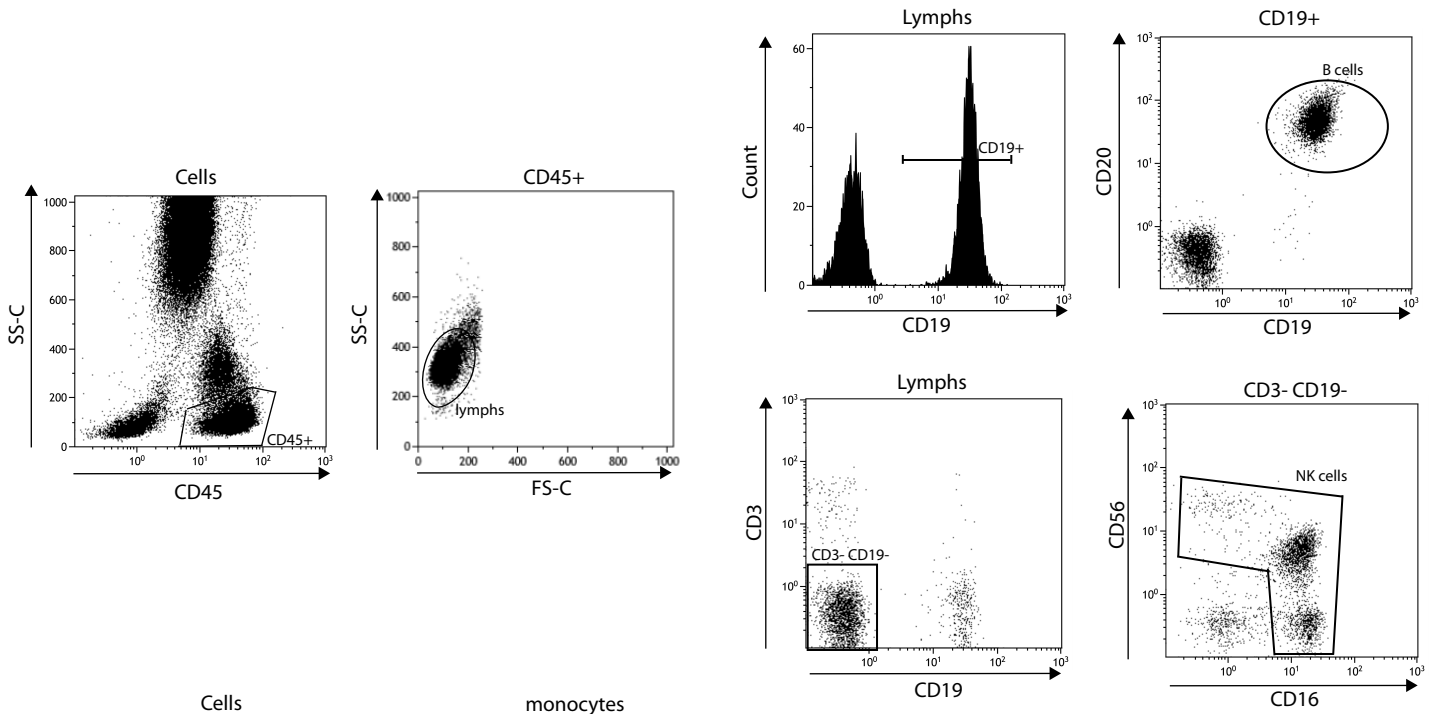 Cells
1000
800
600
400
200
0
10⁰
10¹
10²
10³
SS-C
CD45
CD45+
CD45+
1000
800
600
400
200
0
0
200
400
600
800
1000
SS-C
FS-C
lymphs
Lymphs
60
40
20
0
10⁰
10¹
10²
10³
Count
CD19
CD19+
CD19+
10³
10²
10¹
10⁰
10⁰
10¹
10²
10³
CD20
CD19
B cells
Lymphs
10³
10²
10¹
10⁰
10⁰
10¹
10²
10³
CD3
CD19
CD3- CD19-
CD3- CD19-
10³
10²
10¹
10⁰
10⁰
10¹
10²
10³
CD56
CD16
NK cells
Cells
monocytes